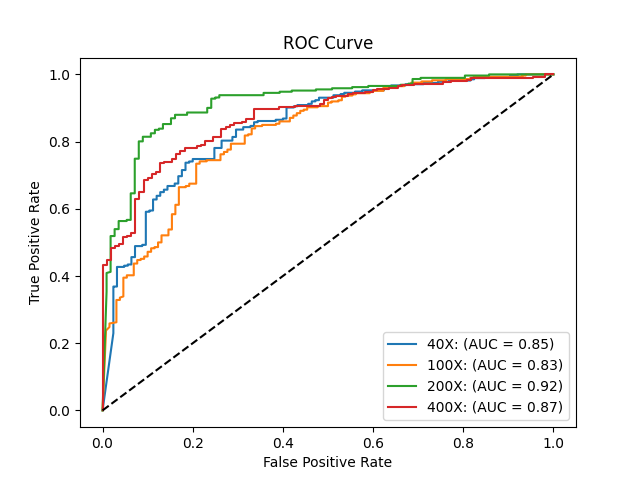 ROC Curve
1.0
0.8
0.6
0.4
0.2
0.0
True Positive Rate
0.0 0.2 0.4 0.6 0.8 1.0
False Positive Rate
40X: (AUC = 0.85)
100X: (AUC = 0.83)
200X: (AUC = 0.92)
400X: (AUC = 0.87)